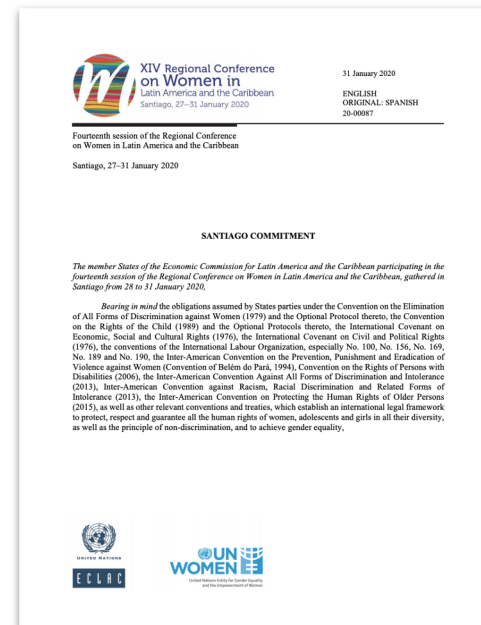 XIV Regional Conference
on Women in
Latin America and the Caribbean
Santiago, 27–31 January 2020
31 January 2020
ENGLISH
ORIGINAL: SPANISH
20-00087
Fourteenth session of the Regional Conference
on Women in Latin America and the Caribbean
Santiago, 27–31 January 2020
SANTIAGO COMMITMENT
The member States of the Economic Commission for Latin America and the Caribbean participating in the
fourteenth session of the Regional Conference on Women in Latin America and the Caribbean, gathered in
Santiago from 28 to 31 January 2020,
Bearing in mind the obligations assumed by States parties under the Convention on the Elimination
of All Forms of Discrimination against Women (1979) and the Optional Protocol thereto, the Convention
on the Rights of the Child (1989) and the Optional Protocols thereto, the International Covenant on
Economic, Social and Cultural Rights (1976), the International Covenant on Civil and Political Rights
(1976), the conventions of the International Labour Organization, especially No. 100, No. 156, No. 169,
No. 189 and No. 190, the Inter-American Convention on the Prevention, Punishment and Eradication of
Violence against Women (Convention of Belém do Pará, 1994), Convention on the Rights of Persons with
Disabilities (2006), the Inter-American Convention Against All Forms of Discrimination and Intolerance
(2013), Inter-American Convention against Racism, Racial Discrimination and Related Forms of
Intolerance (2013), the Inter-American Convention on Protecting the Human Rights of Older Persons
(2015), as well as other relevant conventions and treaties, which establish an international legal framework
to protect, respect and guarantee all the human rights of women, adolescents and girls in all their diversity,
as well as the principle of non-discrimination, and to achieve gender equality,
UNITED NATIONS
ECLAC
UN
WOMEN
United Nations Entity for Gender Equality
and the Empowerment of Women